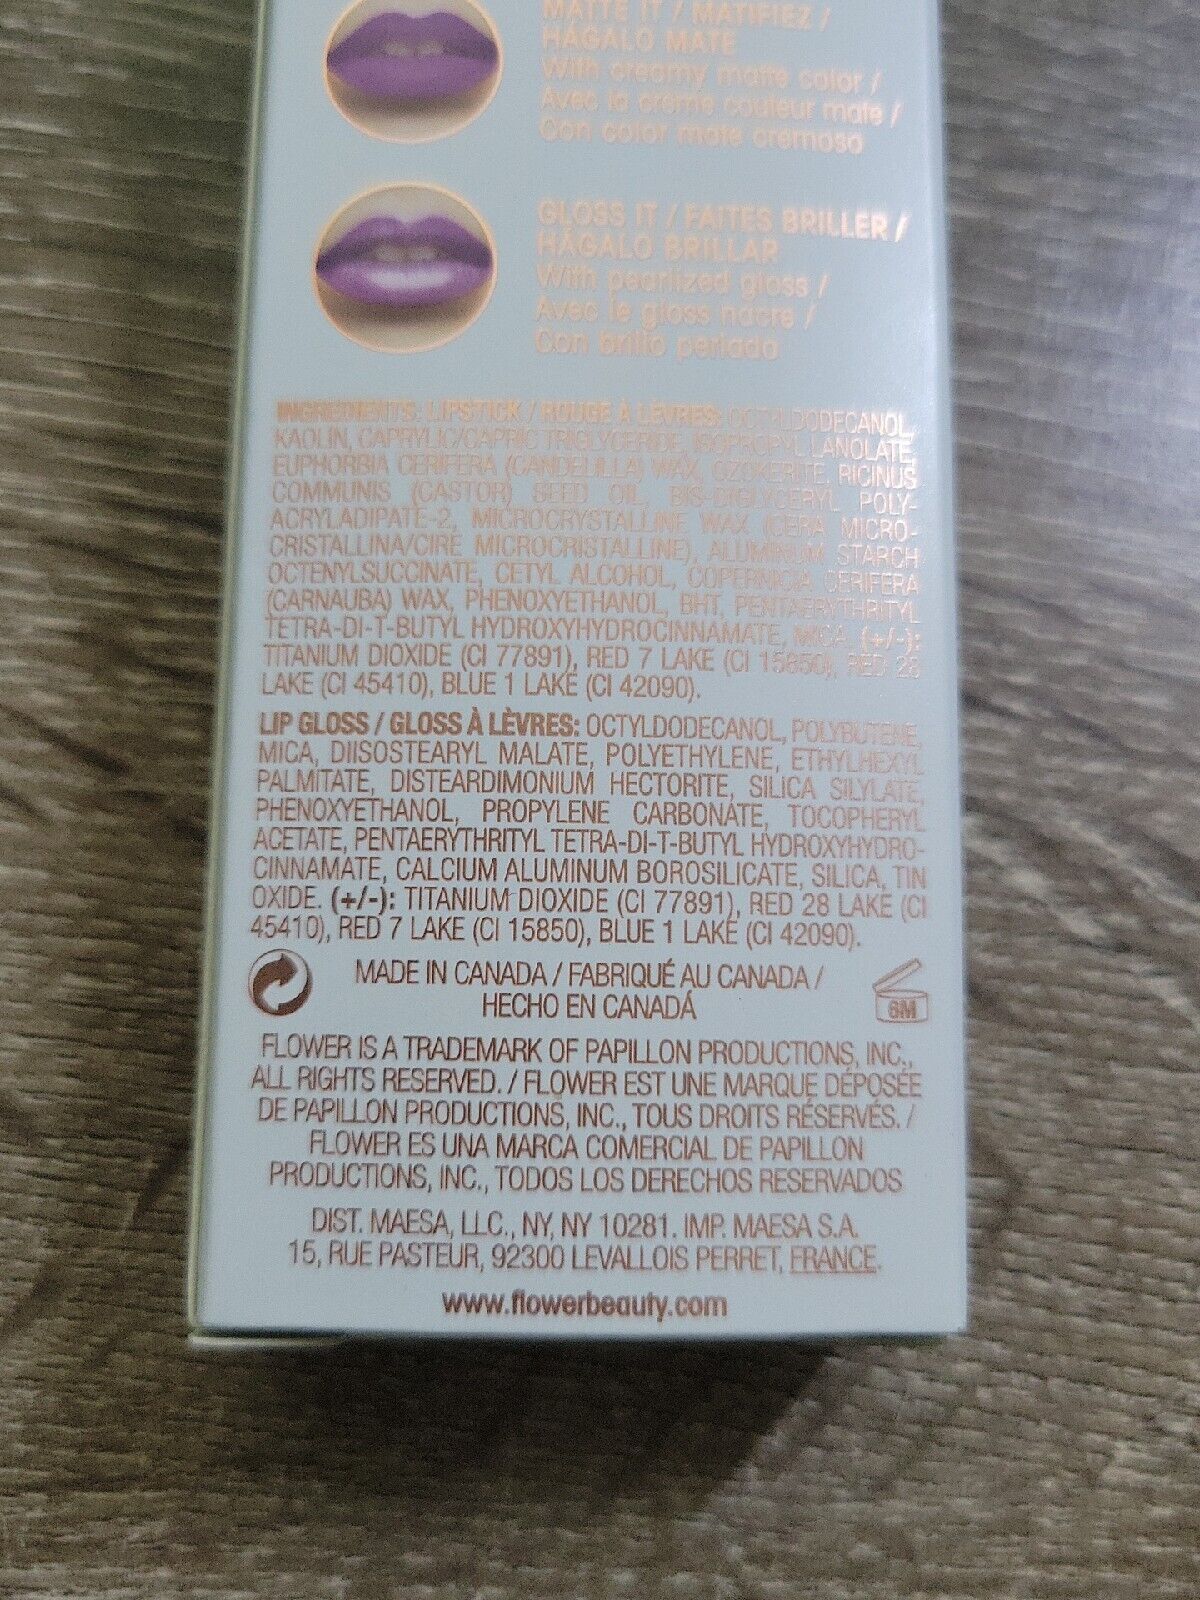 MATTE IT / MATIFIEZ /
HÁGALO MATE
With creamy matte color /
Avec la crème couleur mate /
Con color mate cremoso
GLOSS IT / FAITES BRILLER /
HÁGALO BRILLAR
With pearlized gloss /
Avec le gloss nacre /
Con brillo perlado
INGREDIENTS: LIPSTICK / ROUGE À LÈVRES: OCTYLDODECANOL,
KAOLIN, CAPRYLIC/CAPRIC TRIGLYCERIDE, ISOPROPYL LANOLATE,
EUPHORBIA CERIFERA (CANDELILLA) WAX, OZOKERITE, RICINUS
COMMUNIS (CASTOR) SEED OIL, BIS-DIGLYCERYL POLY-
ACRYLADIPATE-2, MICROCRYSTALLINE WAX (CERA MICRO-
CRISTALLINA/CIRE MICROCRISTALLINE), ALUMINUM STARCH
OCTENYLSUCCINATE, CETYL ALCOHOL, COPERNICIA CERIFERA
(CARNAUBA) WAX, PHENOXYETHANOL, BHT, PENTAERYTHRITYL
TETRA-DI-T-BUTYL HYDROXYHYDROCINNAMATE, MICA. (+/-):
TITANIUM DIOXIDE (CI 77891), RED 7 LAKE (CI 15850), RED 28
LAKE (CI 45410), BLUE 1 LAKE (CI 42090).
LIP GLOSS / GLOSS À LÈVRES: OCTYLDODECANOL, POLYBUTENE,
MICA, DIISOSTEARYL MALATE, POLYETHYLENE, ETHYLHEXYL
PALMITATE, DISTEARDIMONIUM HECTORITE, SILICA SILYLATE,
PHENOXYETHANOL, PROPYLENE CARBONATE, TOCOPHERYL
ACETATE, PENTAERYTHRITYL TETRA-DI-T-BUTYL HYDROXYHYDRO-
CINNAMATE, CALCIUM ALUMINUM BOROSILICATE, SILICA, TIN
OXIDE. (+/-): TITANIUM DIOXIDE (CI 77891), RED 28 LAKE (CI
45410), RED 7 LAKE (CI 15850), BLUE 1 LAKE (CI 42090).
MADE IN CANADA / FABRIQUÉ AU CANADA /
HECHO EN CANADÁ
6M
FLOWER IS A TRADEMARK OF PAPILLON PRODUCTIONS, INC.,
ALL RIGHTS RESERVED. / FLOWER EST UNE MARQUE DÉPOSÉE
DE PAPILLON PRODUCTIONS, INC., TOUS DROITS RÉSERVÉS. /
FLOWER ES UNA MARCA COMERCIAL DE PAPILLON
PRODUCTIONS, INC., TODOS LOS DERECHOS RESERVADOS
DIST. MAESA, LLC., NY, NY 10281. IMP. MAESA S.A.
15, RUE PASTEUR, 92300 LEVALLOIS PERRET, FRANCE.
www.flowerbeauty.com